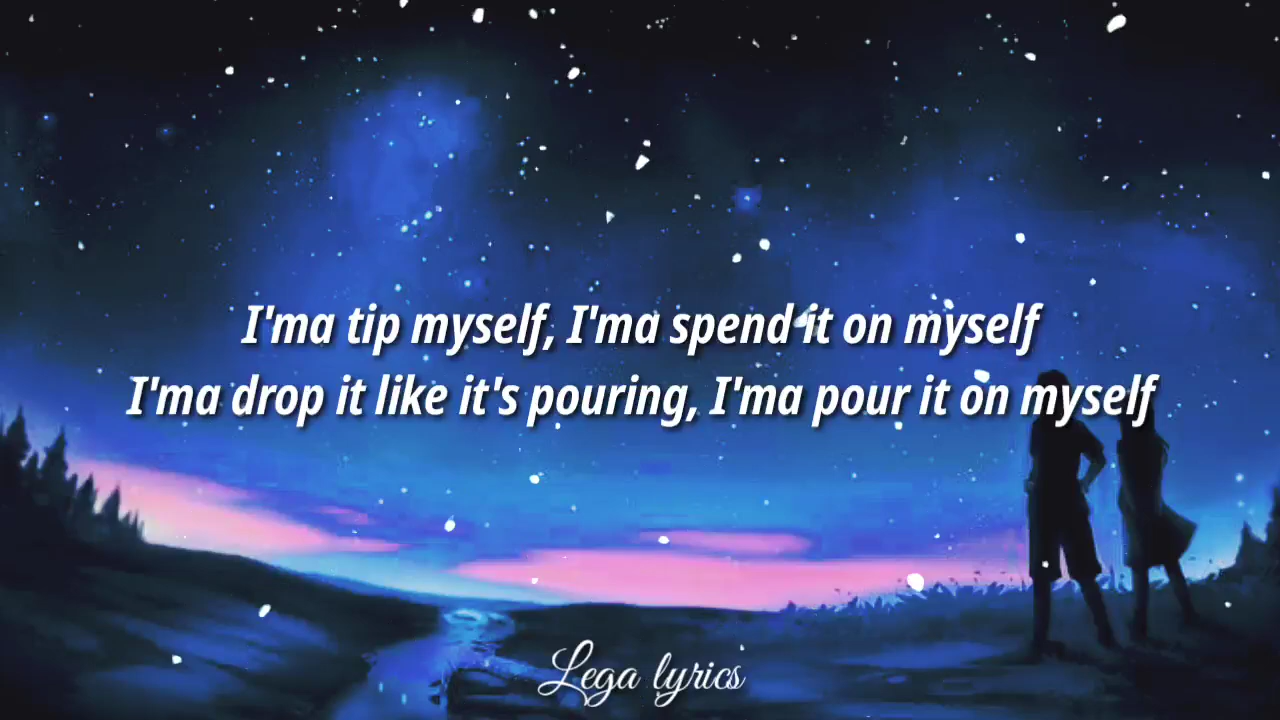 I'ma tip myself, I'ma spend it on myself
I'ma drop it like it's pouring, I'ma pour it on myself
Lega lyrics